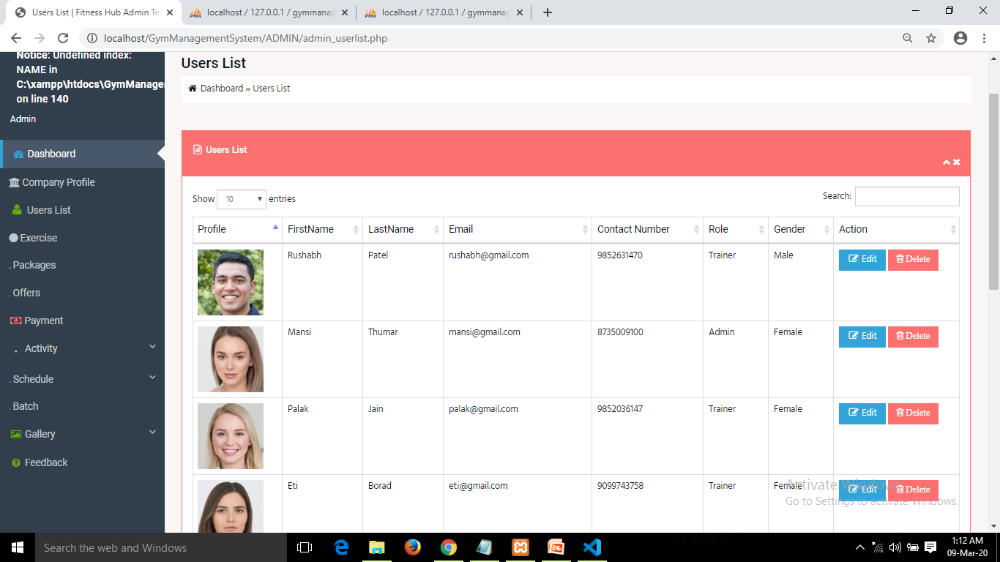 Users List | Fitness Hub Admin Te
localhost / 127.0.0.1 / gymmanag
localhost / 127.0.0.1 / gymmanag
localhost/GymManagementSystem/ADMIN/admin_userlist.php
Notice: Undefined index:
NAME in
C:\xampp\htdocs\GymManage
on line 140
Admin
Dashboard
Company Profile
Users List
Exercise
Packages
Offers
Payment
Activity
Schedule
Batch
Gallery
Feedback
Users List
Dashboard » Users List
Users List
Show 10 entries
Search:
Profile FirstName LastName Email Contact Number Role Gender Action
Rushabh Patel rushabh@gmail.com 9852631470 Trainer Male Edit Delete
Mansi Thumar mansi@gmail.com 8735009100 Admin Female Edit Delete
Palak Jain palak@gmail.com 9852036147 Trainer Female Edit Delete
Eti Borad eti@gmail.com 9099743758 Trainer Female Edit Delete
Activate Windows
Go to Settings to activate Windows.
Search the web and Windows
1:12 AM
09-Mar-20